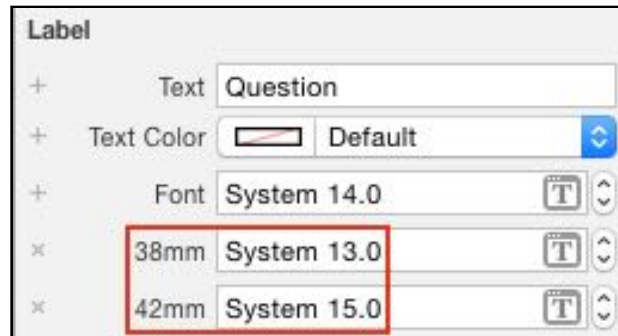 Label
+ Text Question
+ Text Color Default
+ Font System 14.0 T
× 38mm System 13.0 T
× 42mm System 15.0 T